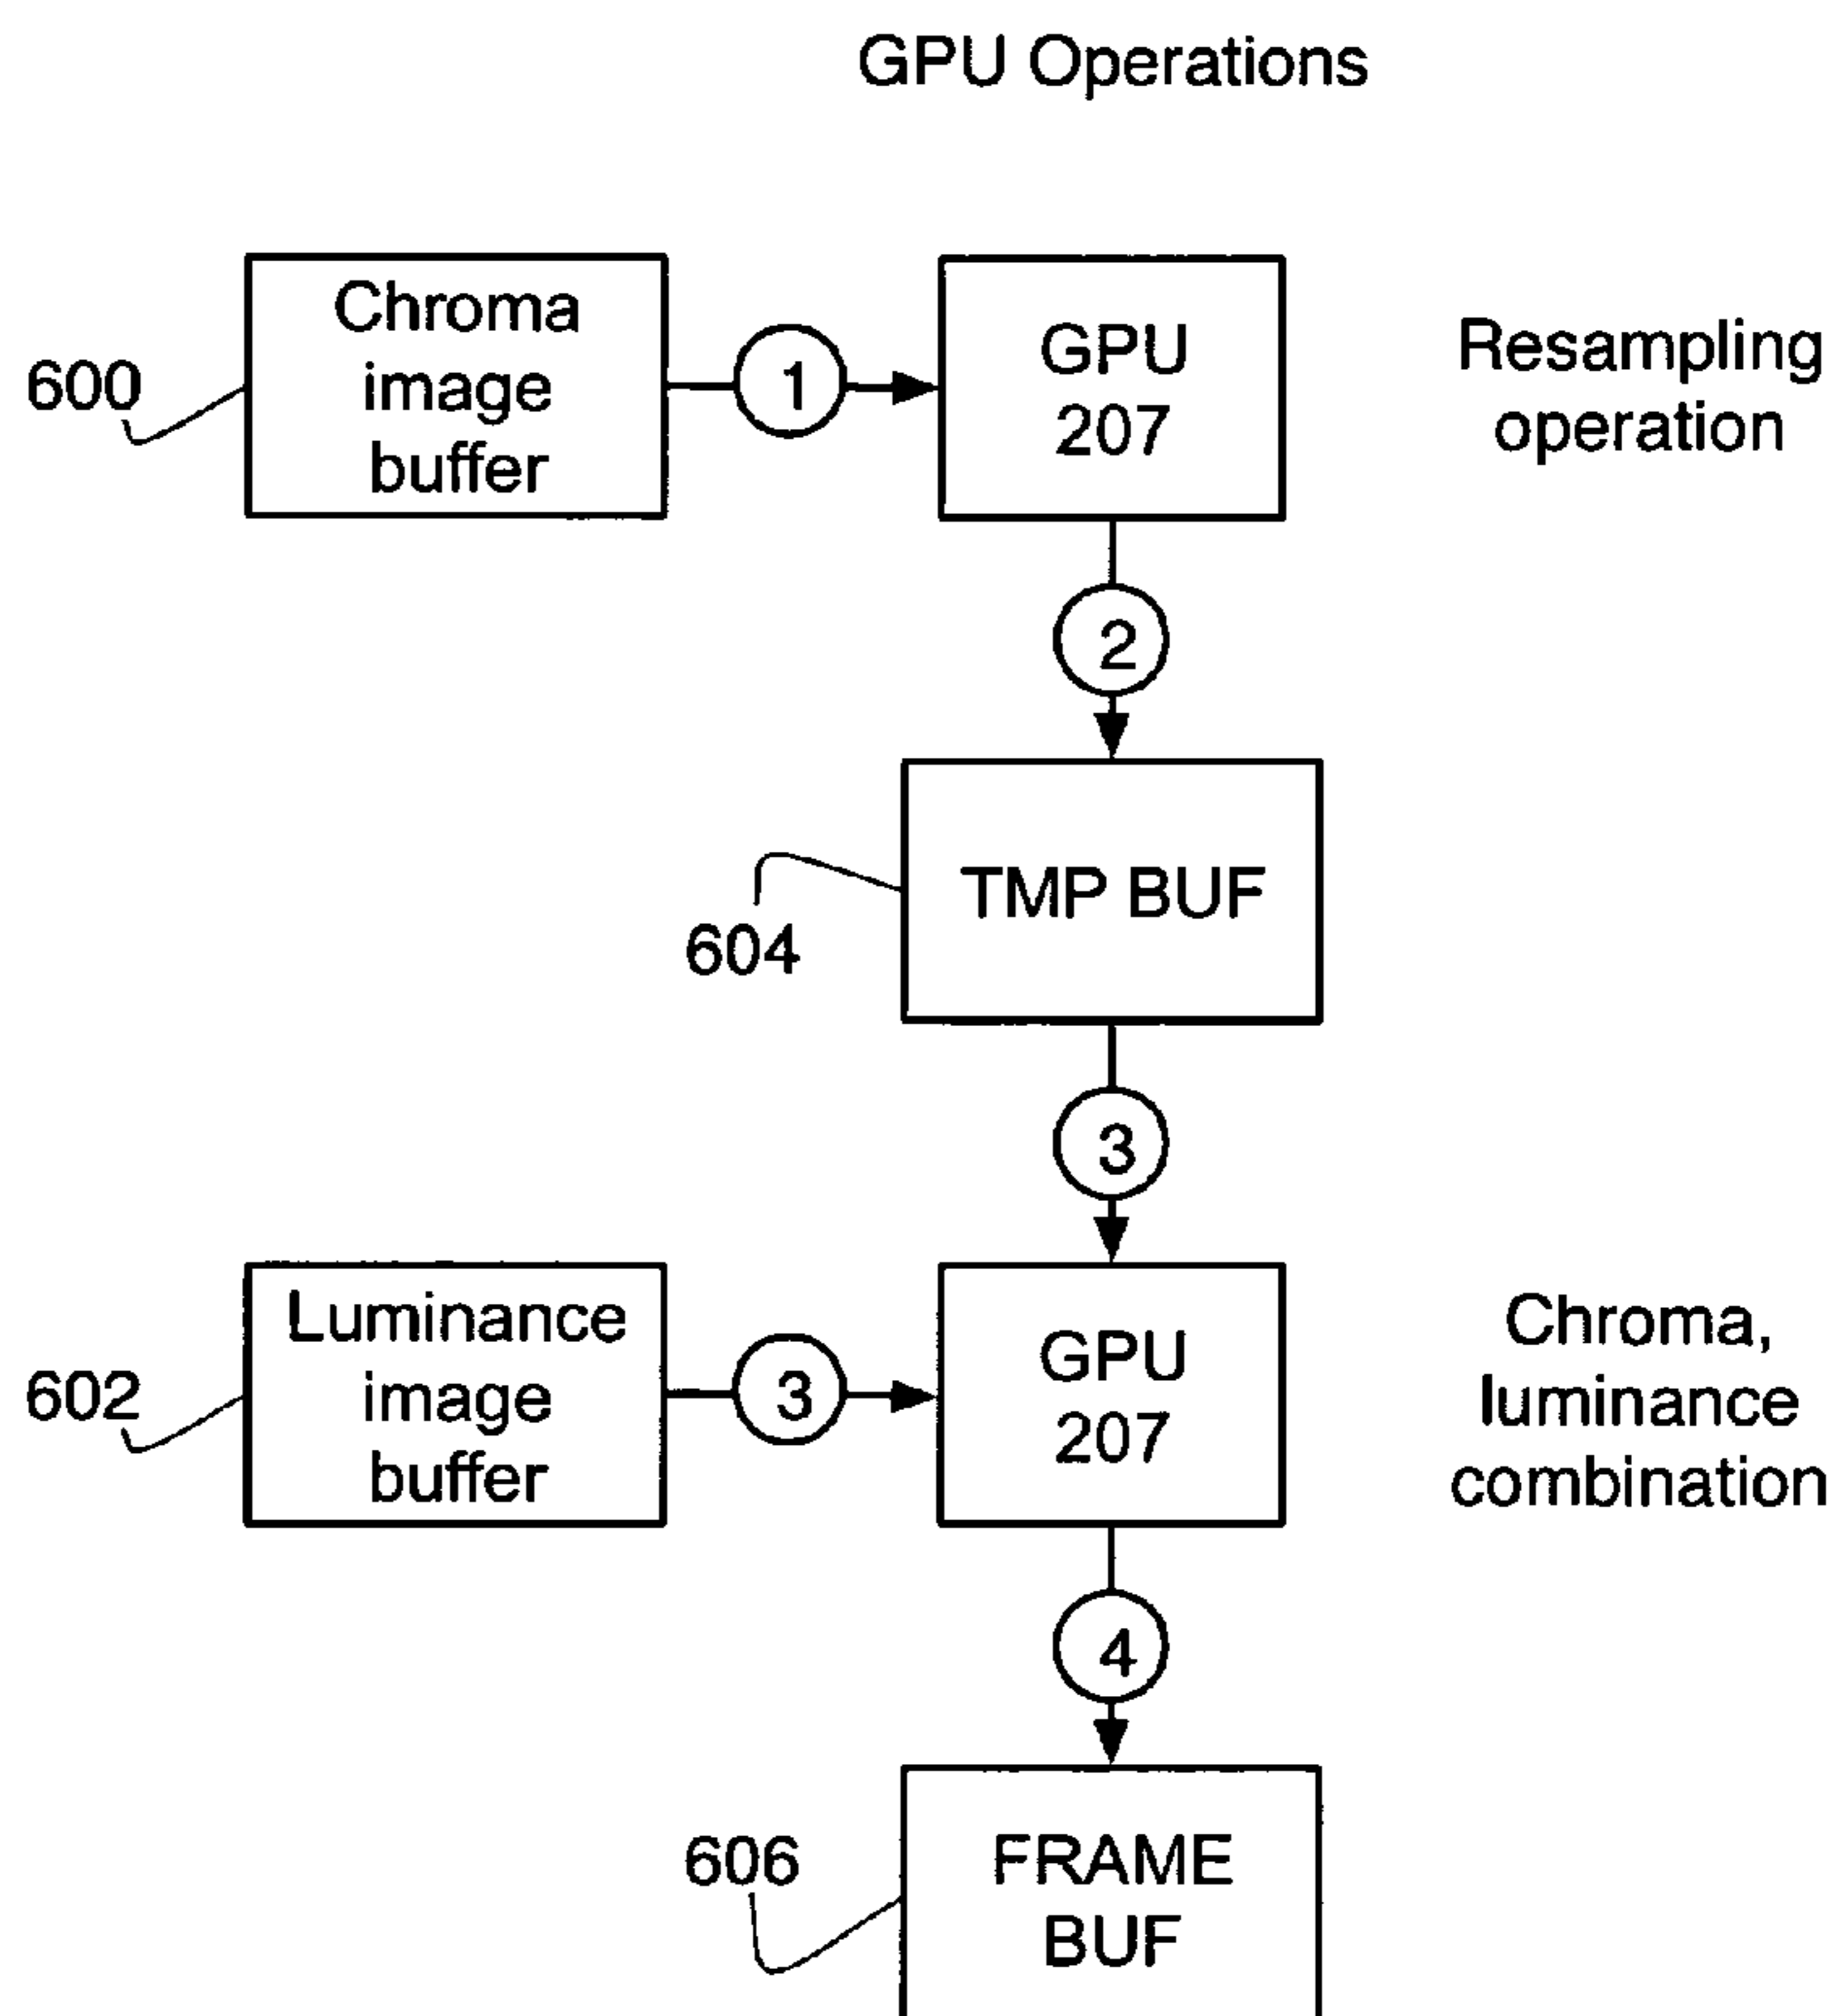 GPU Operations
600
Chroma
image
buffer
1
GPU
207
Resampling
operation
2
604
TMP BUF
3
602
Luminance
image
buffer
3
GPU
207
Chroma,
luminance
combination
4
606
FRAME
BUF